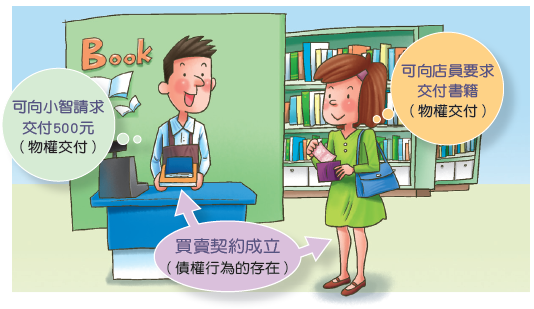 Book
可向小智請求
交付500元
（物權交付）
可向店員要求
交付書籍
（物權交付）
買賣契約成立
（債權行為的存在）